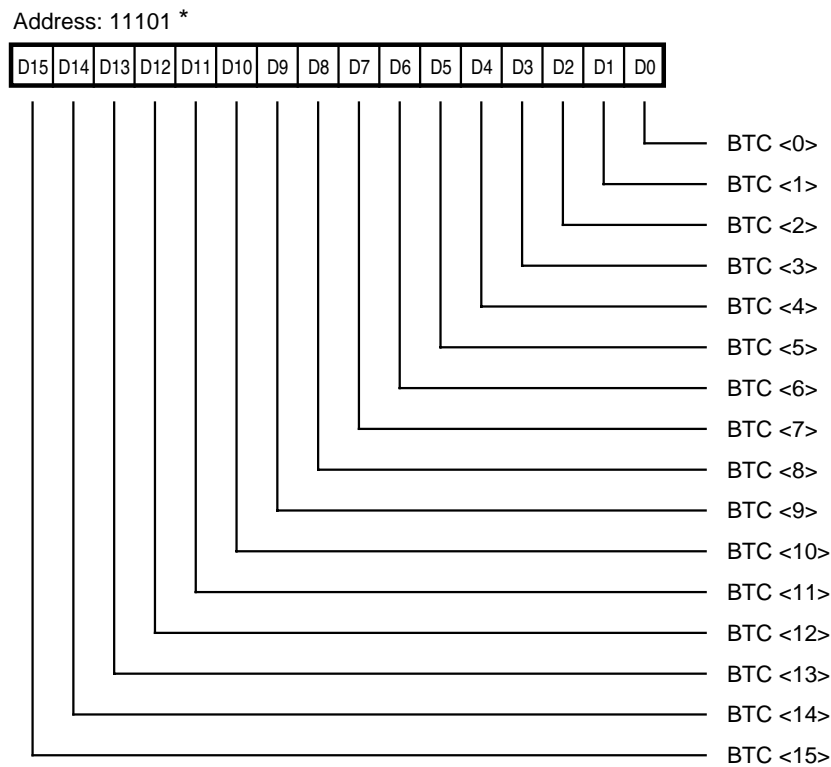 Address: 11101 *
D15 D14 D13 D12 D11 D10 D9 D8 D7 D6 D5 D4 D3 D2 D1 D0
BTC <0>
BTC <1>
BTC <2>
BTC <3>
BTC <4>
BTC <5>
BTC <6>
BTC <7>
BTC <8>
BTC <9>
BTC <10>
BTC <11>
BTC <12>
BTC <13>
BTC <14>
BTC <15>